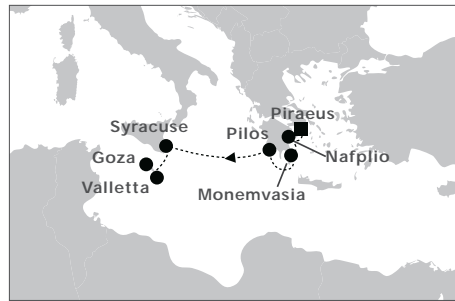 Piraeus
Syracuse
Pilos
Nafplio
Goza
Valletta
Monemvasia